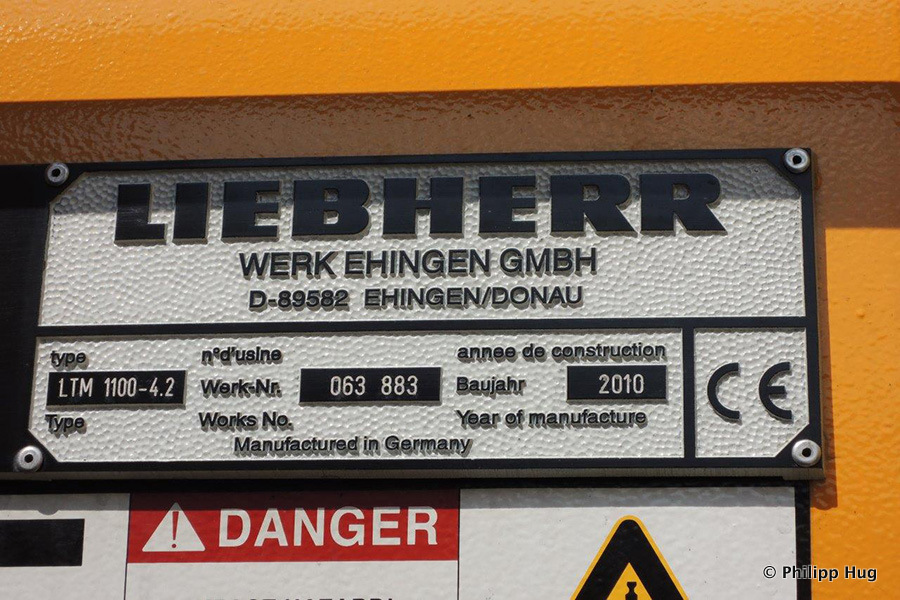 LIEBHERR
WERK EHINGEN GMBH
D-89582 EHINGEN/DONAU
type n°d'usine annee de construction
LTM 1100-4.2 Werk-Nr. 063 883 Baujahr 2010
Type Works No. Year of manufacture
Manufactured in Germany
CE
DANGER
© Philipp Hug